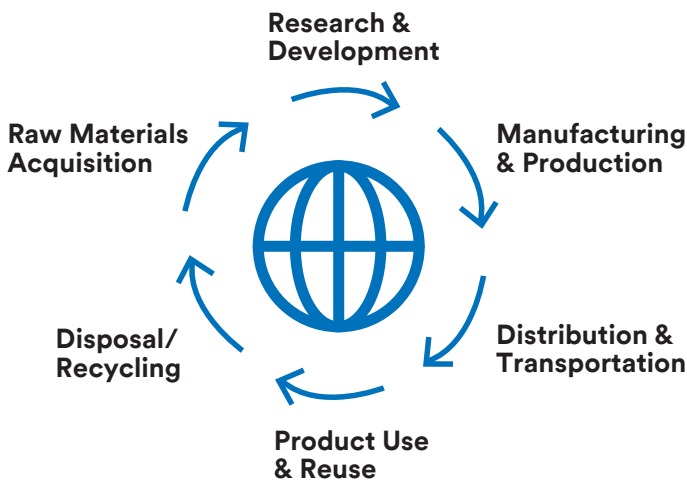 Research &
Development
Manufacturing
& Production
Distribution &
Transportation
Product Use
& Reuse
Disposal/
Recycling
Raw Materials
Acquisition